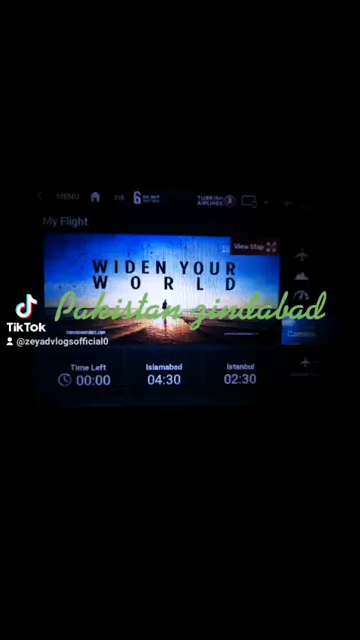 MENU
TURKISH
AIRLINES
My Flight
View Map
WIDEN YOUR
WORLD
Pakistan zindabad
TikTok
@zeyadvlogsofficial0
Camera
Time Left
Islamabad
Istanbul
00:00
04:30
02:30